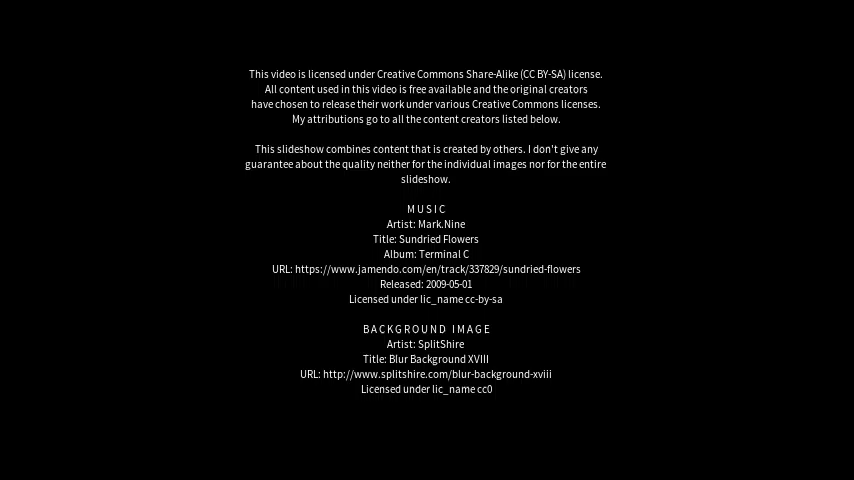 This video is licensed under Creative Commons Share-Alike (CC BY-SA) license.
All content used in this video is free available and the original creators
have chosen to release their work under various Creative Commons licenses.
My attributions go to all the content creators listed below.
This slideshow combines content that is created by others. I don't give any
guarantee about the quality neither for the individual images nor for the entire
slideshow.
MUSIC
Artist: Mark.Nine
Title: Sundried Flowers
Album: Terminal C
URL: https://www.jamendo.com/en/track/337829/sundried-flowers
Released: 2009-05-01
Licensed under lic_name cc-by-sa
BACKGROUND IMAGE
Artist: SplitShire
Title: Blur Background XVIII
URL: http://www.splitshire.com/blur-background-xviii
Licensed under lic_name cc0